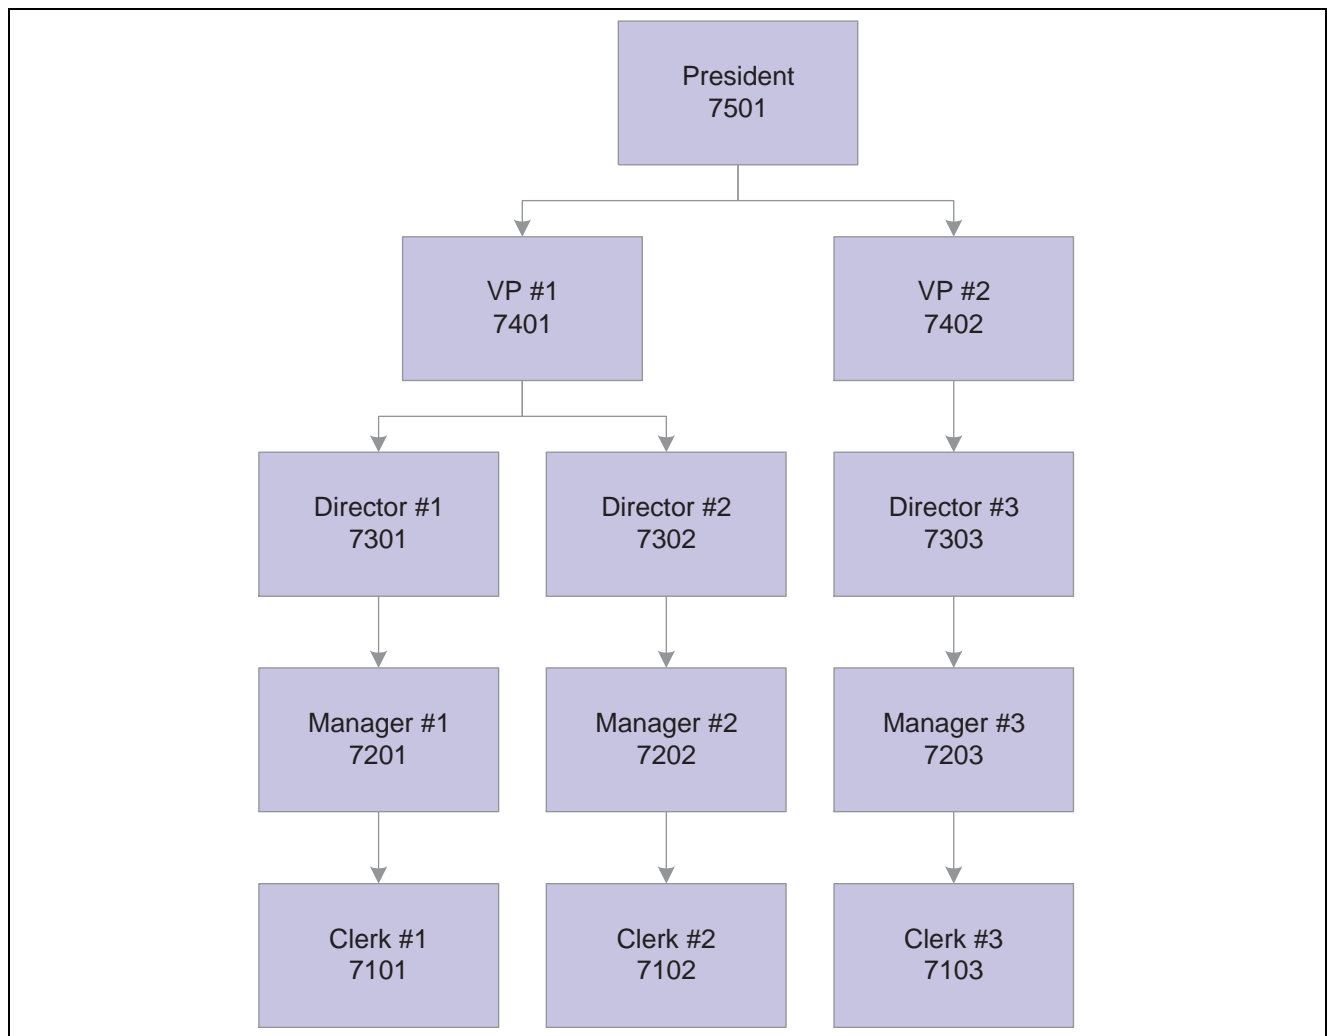 President
7501
VP #1
7401
VP #2
7402
Director #1
7301
Director #2
7302
Director #3
7303
Manager #1
7201
Manager #2
7202
Manager #3
7203
Clerk #1
7101
Clerk #2
7102
Clerk #3
7103